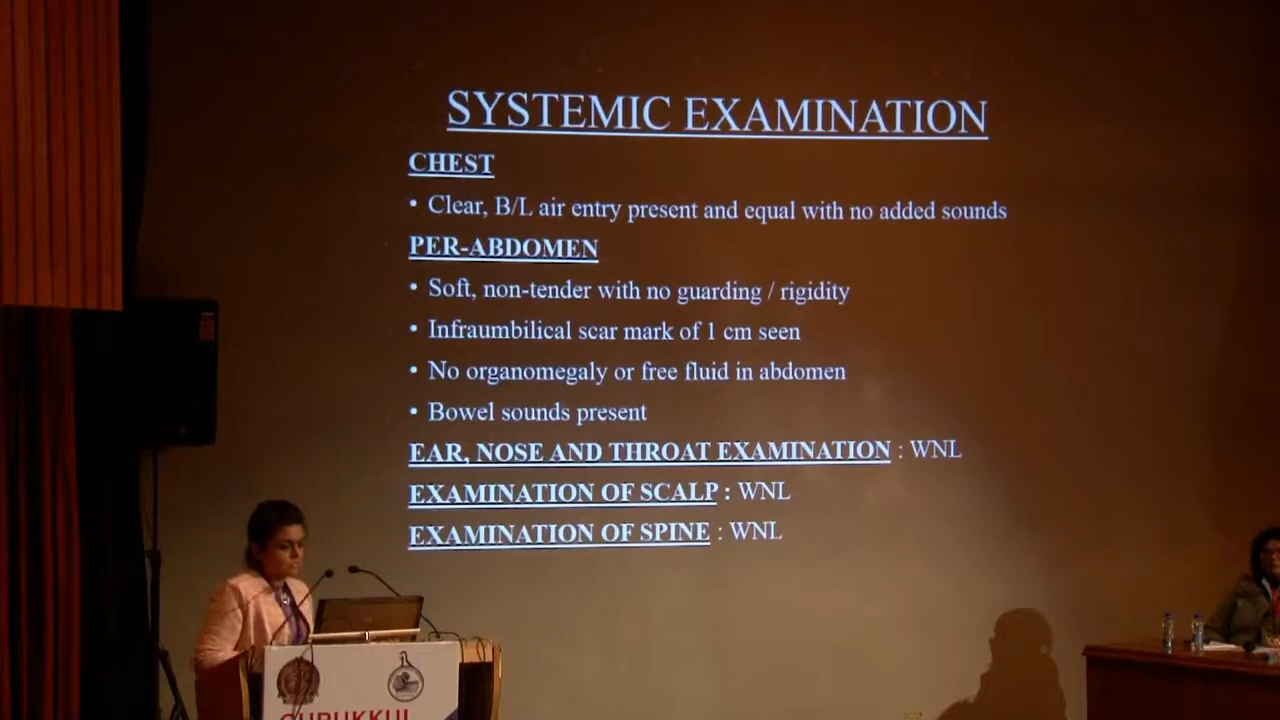 SYSTEMIC EXAMINATION
CHEST
• Clear, B/L air entry present and equal with no added sounds
PER-ABDOMEN
• Soft, non-tender with no guarding / rigidity
• Infraumbilical scar mark of 1 cm seen
• No organomegaly or free fluid in abdomen
• Bowel sounds present
EAR, NOSE AND THROAT EXAMINATION : WNL
EXAMINATION OF SCALP : WNL
EXAMINATION OF SPINE : WNL
GURUKKUL